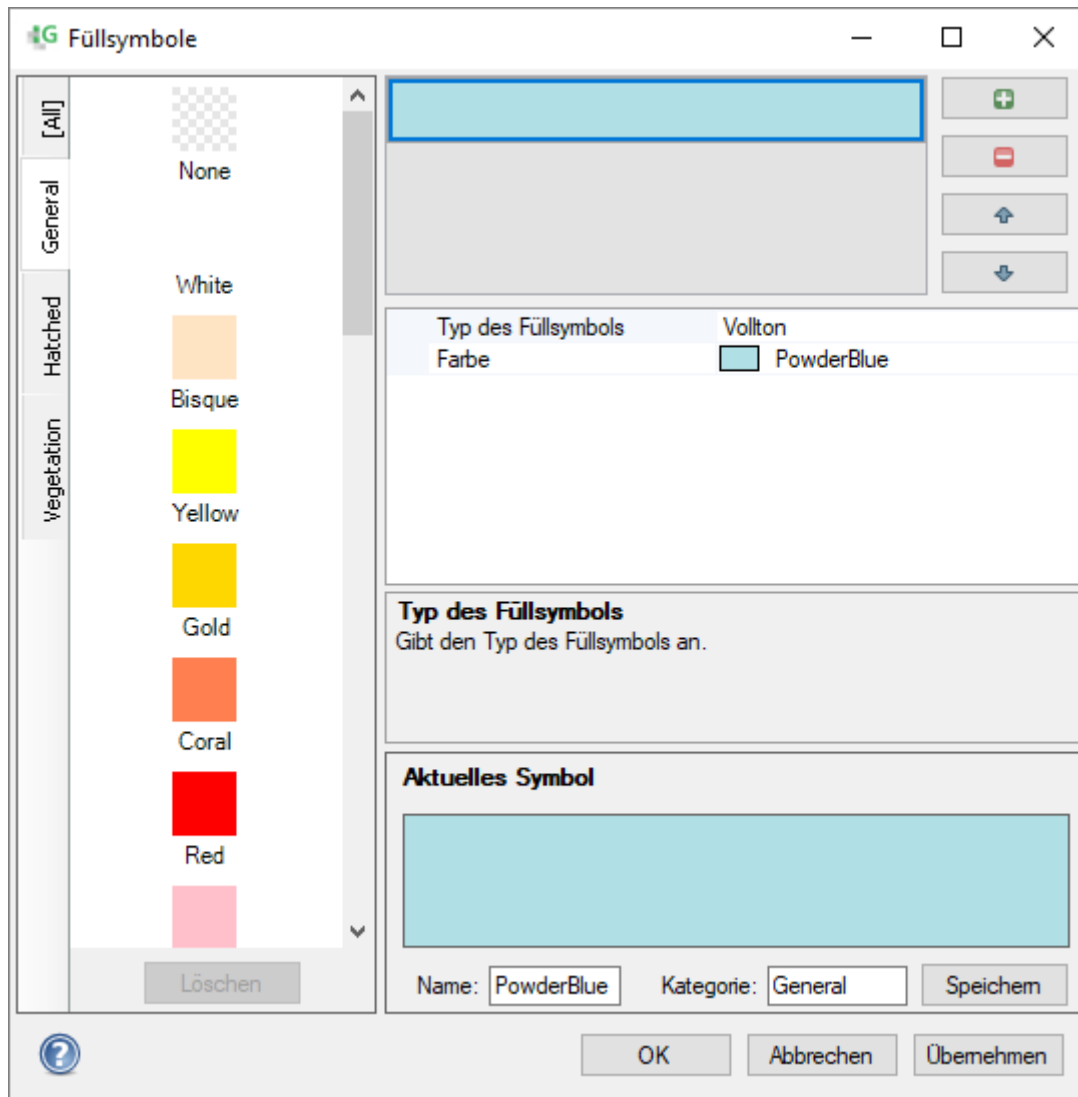 Füllsymbole
[All]
General
Hatched
Vegetation
None
White
Bisque
Yellow
Gold
Coral
Red
Löschen
Typ des Füllsymbols Vollton
Farbe PowderBlue
Typ des Füllsymbols
Gibt den Typ des Füllsymbols an.
Aktuelles Symbol
Name: PowderBlue Kategorie: General Speichern
OK Abbrechen Übernehmen